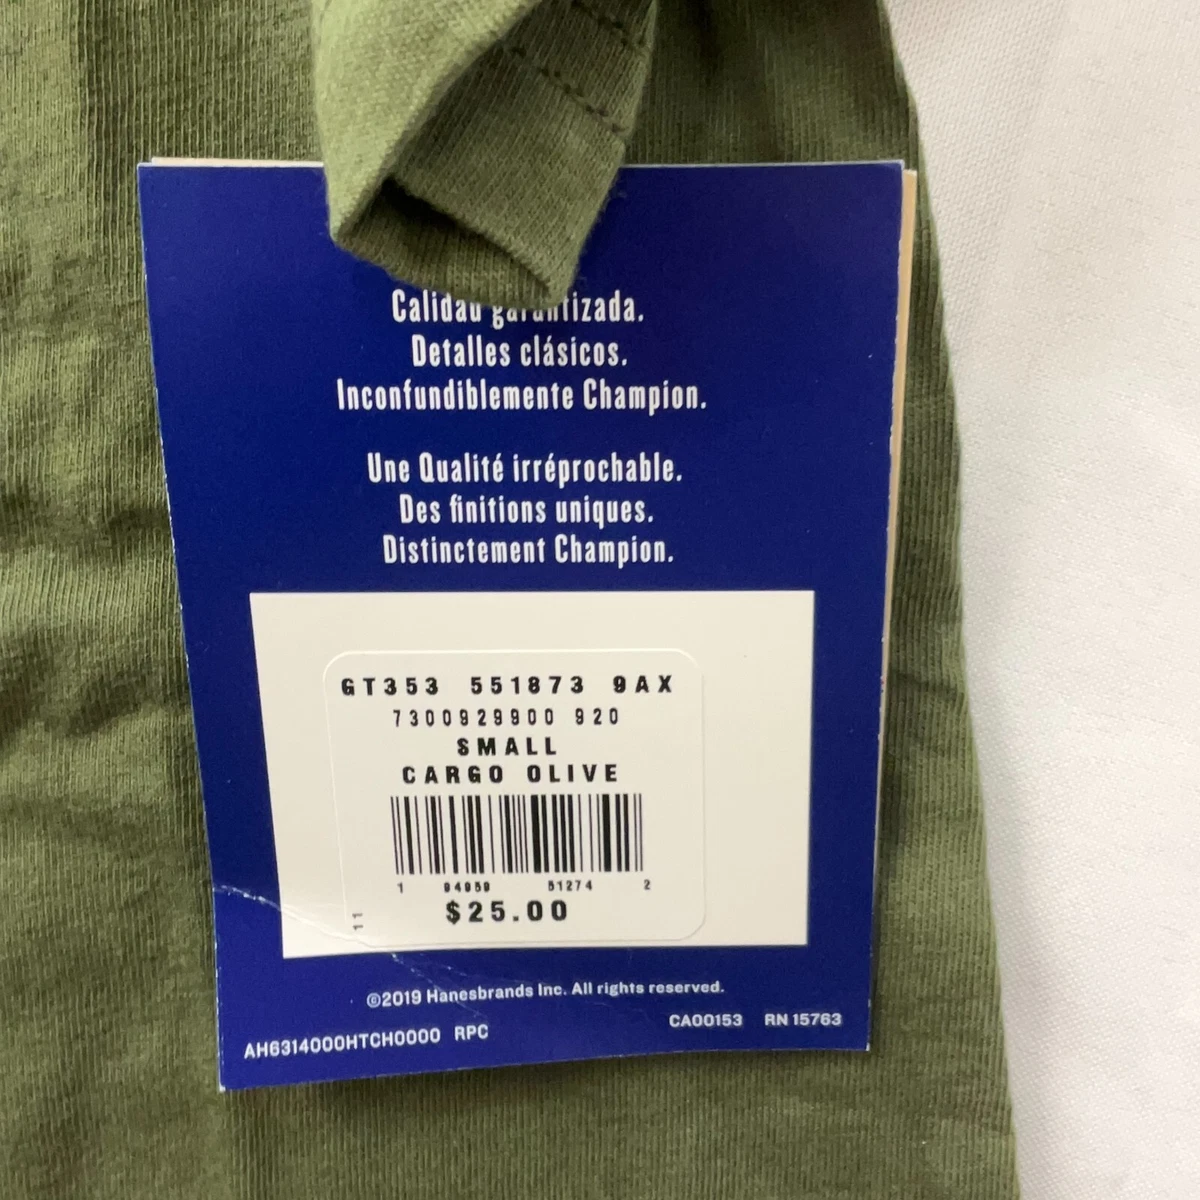 Calidad garantizada.
Detalles clásicos.
Inconfundiblemente Champion.
Une Qualité irréprochable.
Des finitions uniques.
Distinctement Champion.
GT353 551873 9AX
7300929900 920
SMALL
CARGO OLIVE
1 94959 51274 2
11
$25.00
©2019 Hanesbrands Inc. All rights reserved.
CA00153 RN 15763
AH6314000HTCH0000 RPC